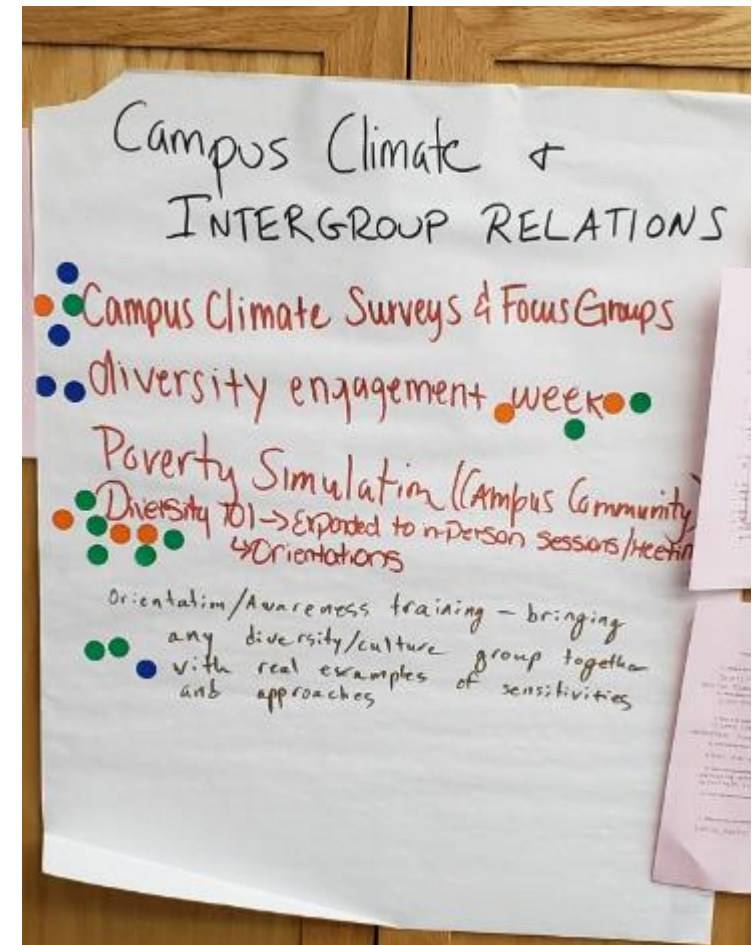 Campus Climate &
INTERGROUP RELATIONS
Campus Climate Surveys & Focus Groups
diversity engagement week
Poverty Simulation (Campus Community)
Diversity 101 -> Expanded to in-Person sessions/Meetin
↳Orientations
Orientation/Awareness training - bringing
any diversity/culture group together
with real examples of sensitivities
and approaches